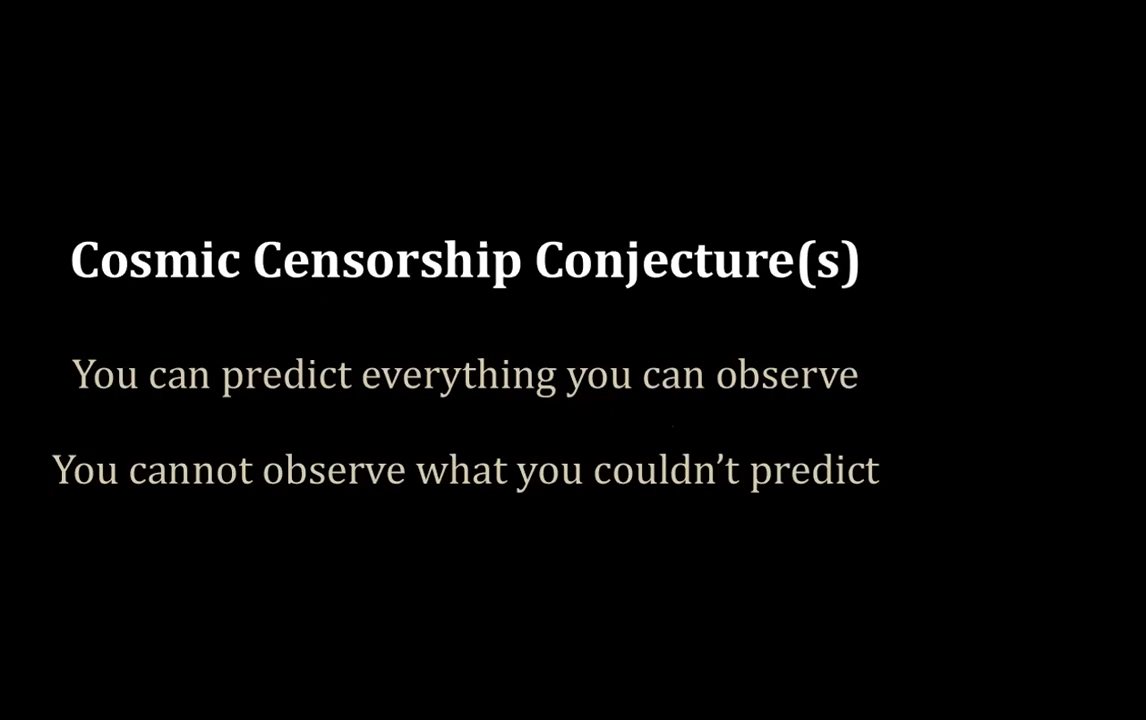 Cosmic Censorship Conjecture(s)
You can predict everything you can observe
You cannot observe what you couldn’t predict